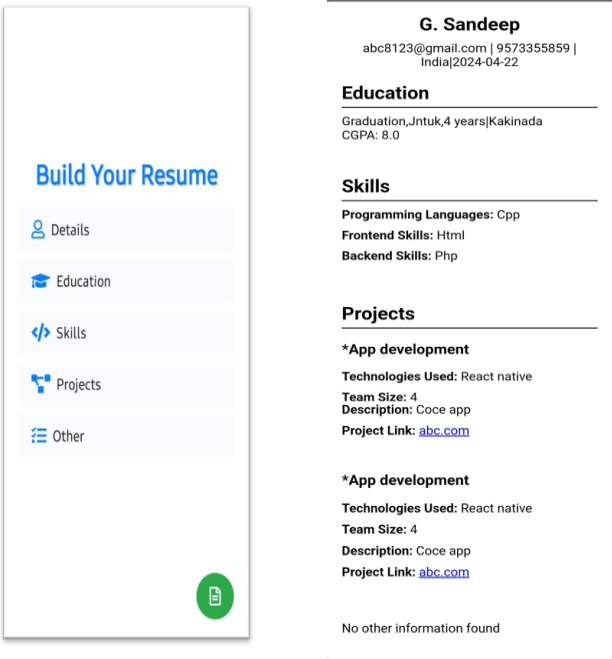 Build Your Resume
Details
Education
Skills
Projects
Other
G. Sandeep
abc8123@gmail.com | 9573355859 |
India|2024-04-22
Education
Graduation,Jntuk,4 years|Kakinada
CGPA: 8.0
Skills
Programming Languages: Cpp
Frontend Skills: Html
Backend Skills: Php
Projects
*App development
Technologies Used: React native
Team Size: 4
Description: Coce app
Project Link: abc.com
*App development
Technologies Used: React native
Team Size: 4
Description: Coce app
Project Link: abc.com
No other information found